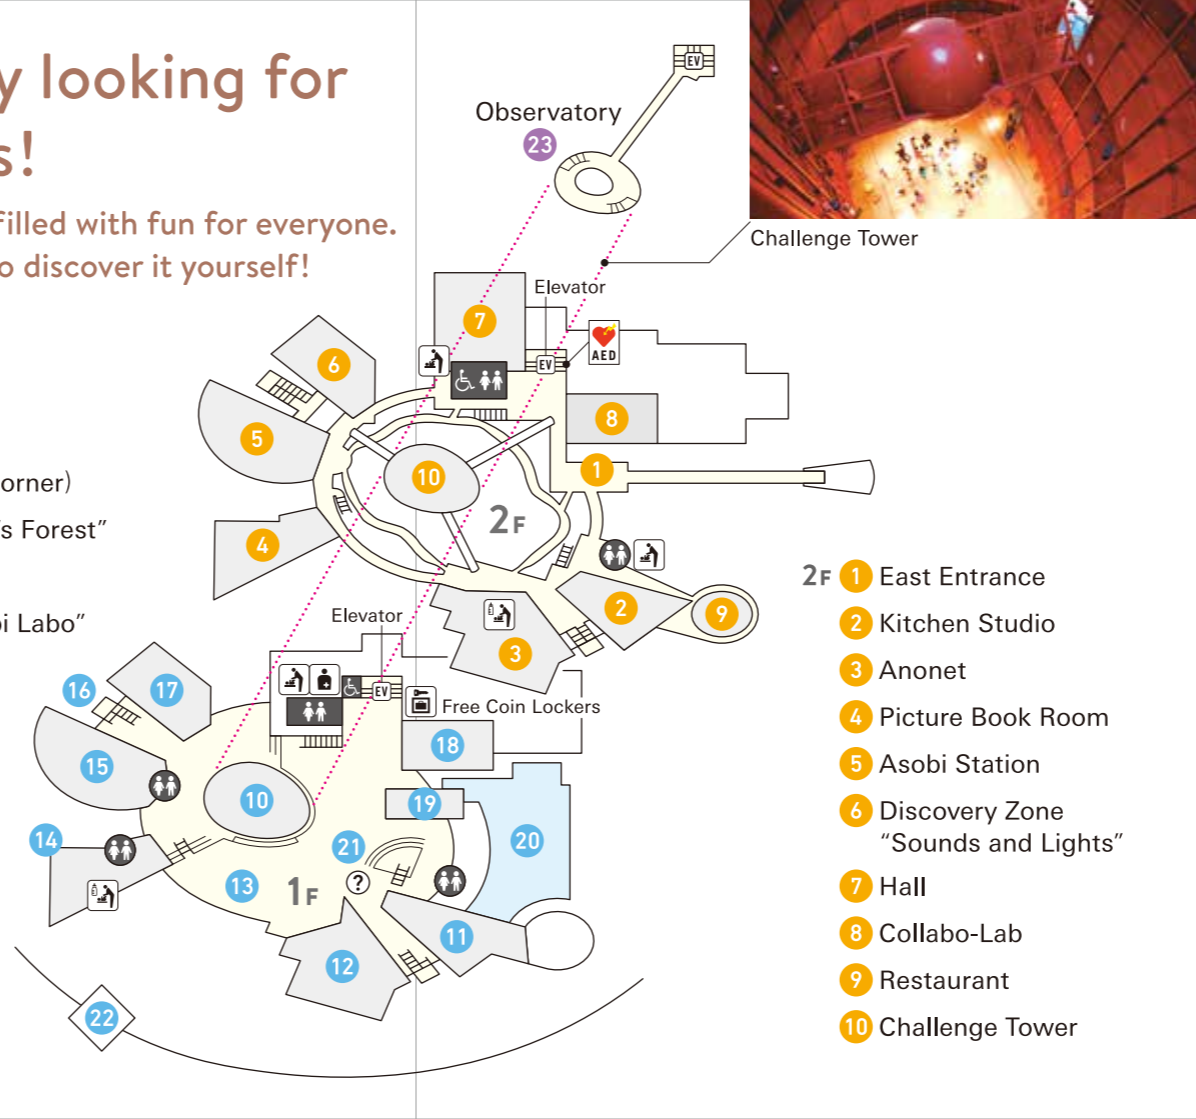 y looking for
s!
filled with fun for everyone.
o discover it yourself!
orner)
's Forest”
i Labo”
EV
Observatory
23
Challenge Tower
Elevator
7
EV
AED
6
5
8
10
1
2F
4
2
9
3
Elevator
EV
Free Coin Lockers
16
17
18
15
10
19
14
21
20
13
1F
?
11
12
22
2F 1 East Entrance
2 Kitchen Studio
3 Anonet
4 Picture Book Room
5 Asobi Station
6 Discovery Zone
“Sounds and Lights”
7 Hall
8 Collabo-Lab
9 Restaurant
10 Challenge Tower